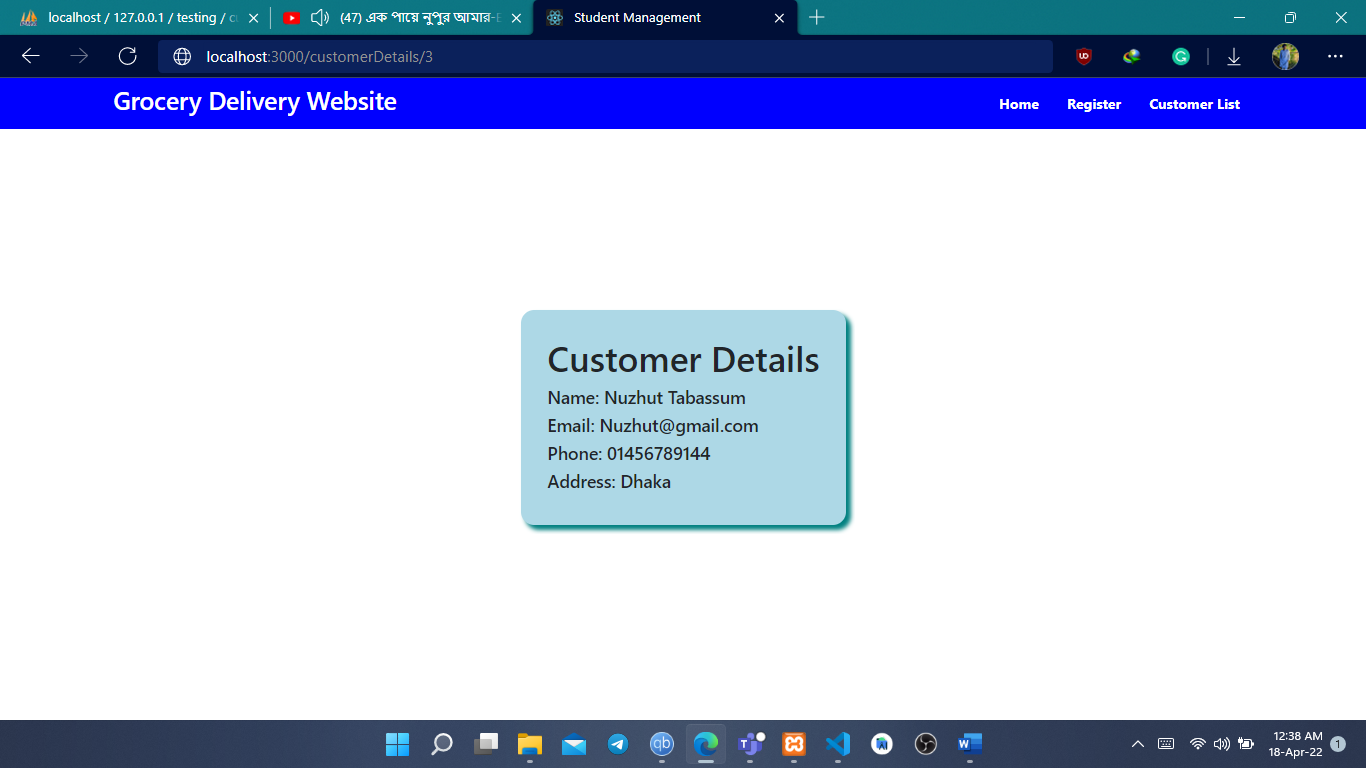 localhost / 127.0.0.1 / testing / cu
(47) এক পায়ে নুপুর আমার-E
Student Management
localhost:3000/customerDetails/3
Grocery Delivery Website
Home
Register
Customer List
Customer Details
Name: Nuzhut Tabassum
Email: Nuzhut@gmail.com
Phone: 01456789144
Address: Dhaka
qb
12:38 AM
18-Apr-22
1